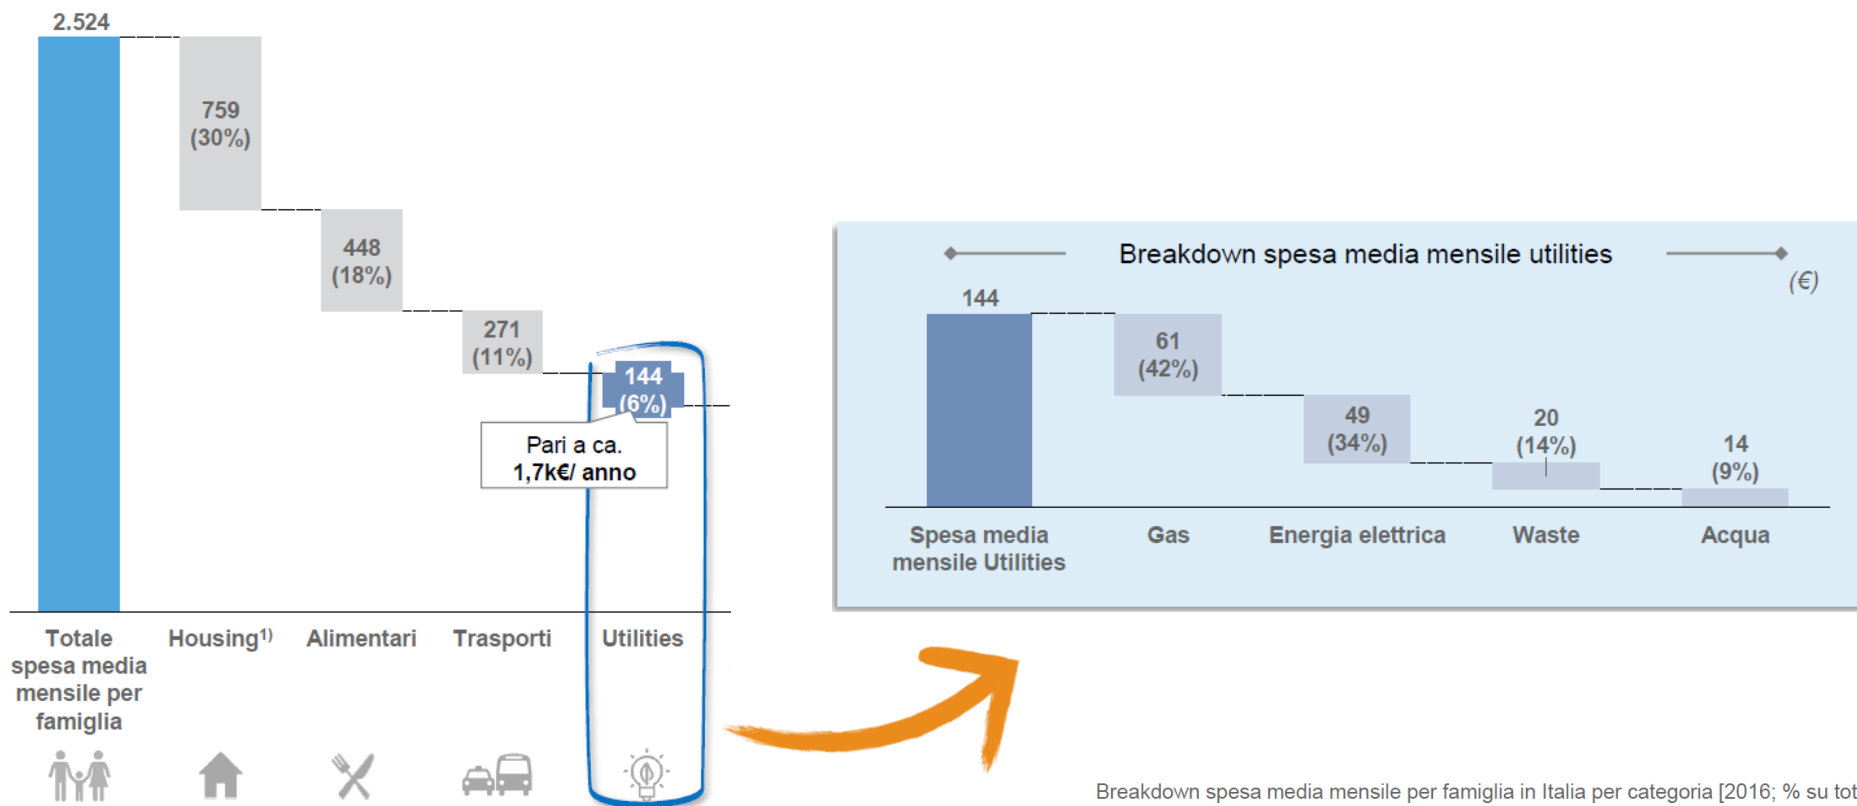 2.524
759
(30%)
448
(18%)
271
(11%)
144
(6%)
Pari a ca.
1,7k€/ anno
Totale
spesa media
mensile per
famiglia
Housing1)
Alimentari
Trasporti
Utilities
Breakdown spesa media mensile utilities
(€)
144
61
(42%)
49
(34%)
20
(14%)
14
(9%)
Spesa media
mensile Utilities
Gas
Energia elettrica
Waste
Acqua
Breakdown spesa media mensile per famiglia in Italia per categoria [2016; % su tot